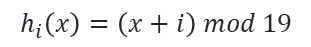 hᵢ(x) = (x + i) mod 19